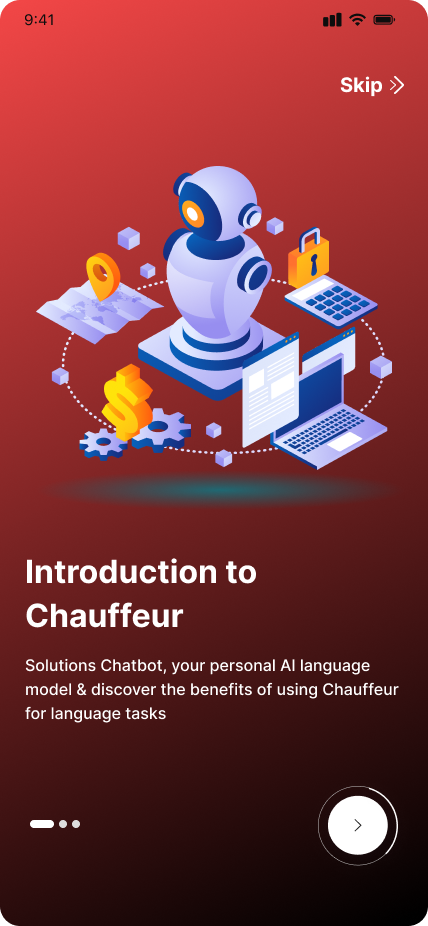 9:41
Skip
Introduction to
Chauffeur
Solutions Chatbot, your personal AI language
model & discover the benefits of using Chauffeur
for language tasks